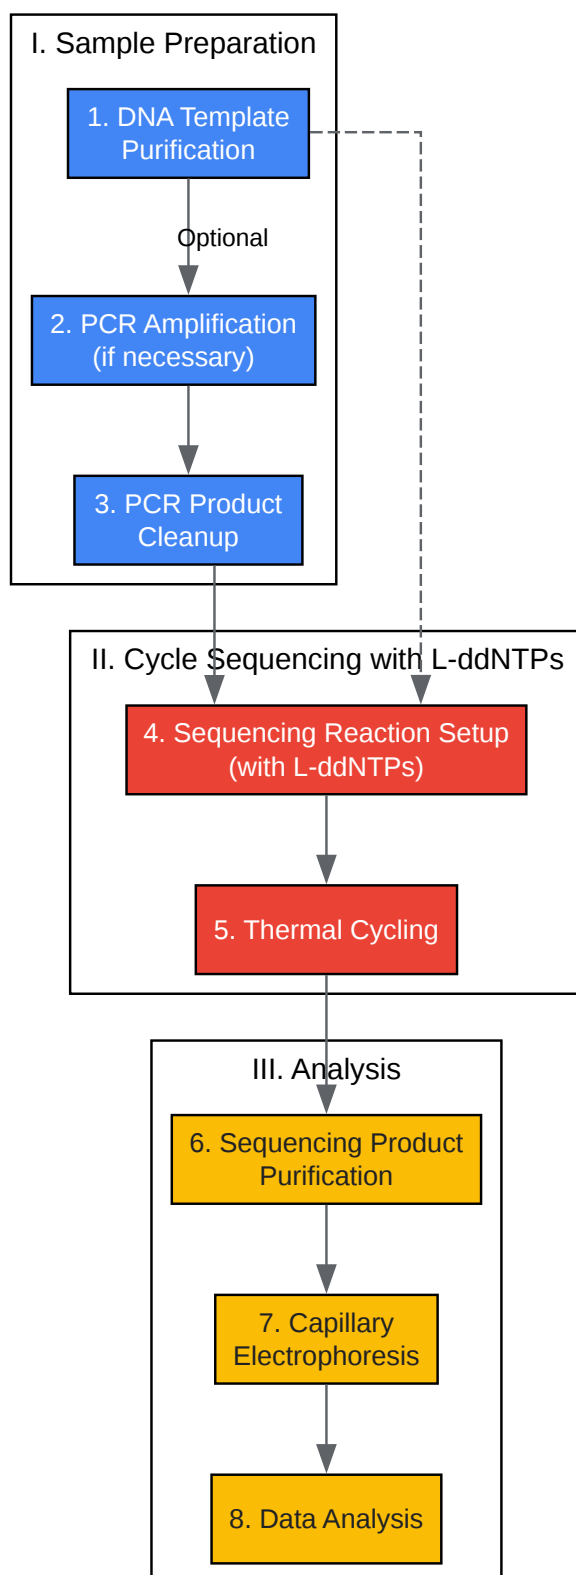 I. Sample Preparation
1. DNA Template
Purification
Optional
2. PCR Amplification
(if necessary)
3. PCR Product
Cleanup
II. Cycle Sequencing with L-ddNTPs
4. Sequencing Reaction Setup
(with L-ddNTPs)
5. Thermal Cycling
III. Analysis
6. Sequencing Product
Purification
7. Capillary
Electrophoresis
8. Data Analysis